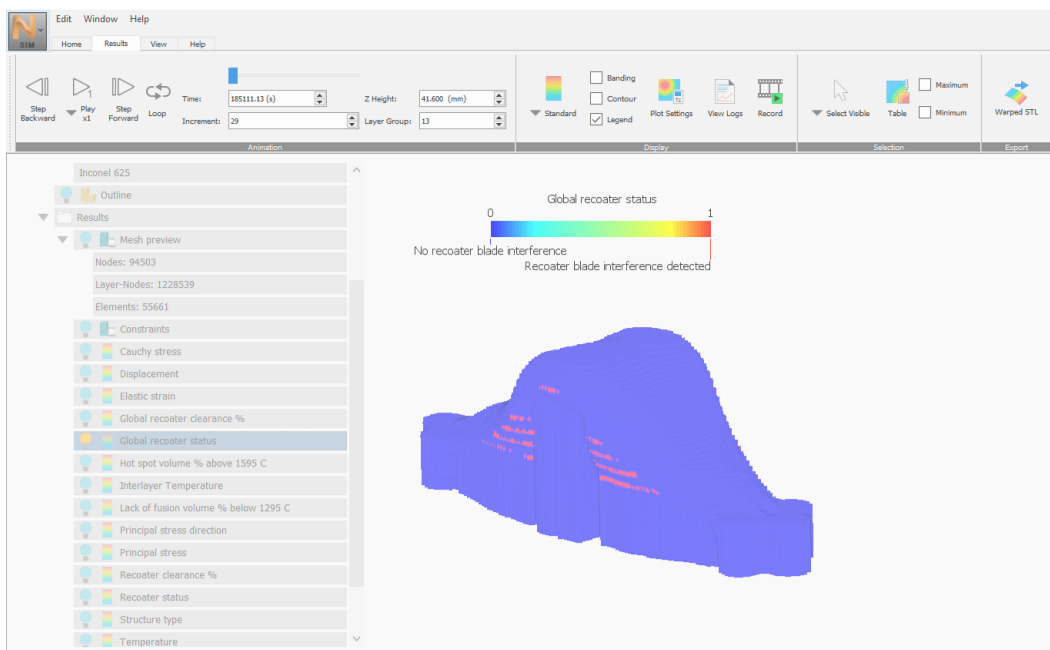 Edit Window Help
SIM
Home Results View Help
Step Backward
Play x1
Step Forward
Loop
Time: 185111.13 (s)
Increment: 29
Z Height: 41.600 (mm)
Layer Group: 13
Animation
Standard
Banding
Contour
Legend
Plot Settings
View Logs
Record
Display
Select Visible
Table
Maximum
Minimum
Selection
Warped STL
Export
Inconel 625
Outline
Results
Mesh preview
Nodes: 94503
Layer-Nodes: 1228539
Elements: 55661
Constraints
Cauchy stress
Displacement
Elastic strain
Global recoater clearance %
Global recoater status
Hot spot volume % above 1595 C
Interlayer Temperature
Lack of fusion volume % below 1295 C
Principal stress direction
Principal stress
Recoater clearance %
Recoater status
Structure type
Temperature
Global recoater status
0 1
No recoater blade interference
Recoater blade interference detected